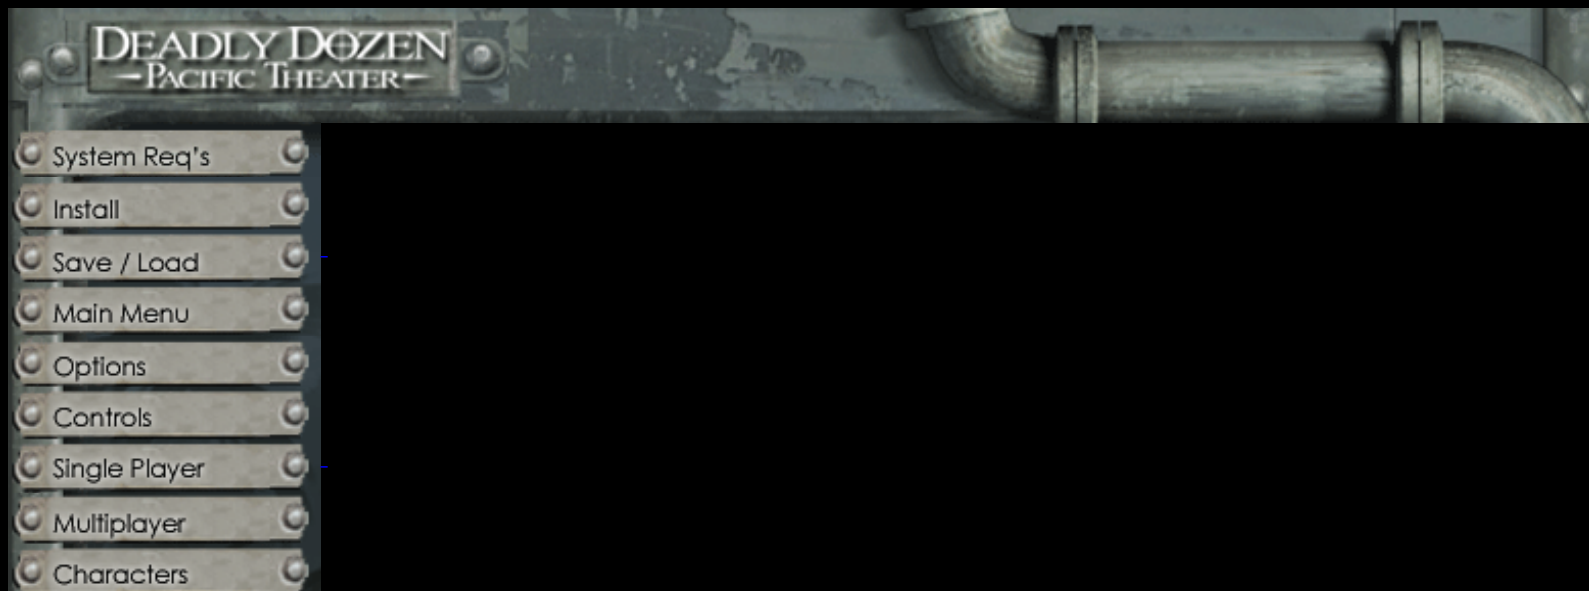 DEADLY DOZEN
PACIFIC THEATER
System Req's
Install
Save / Load
Main Menu
Options
Controls
Single Player
Multiplayer
Characters